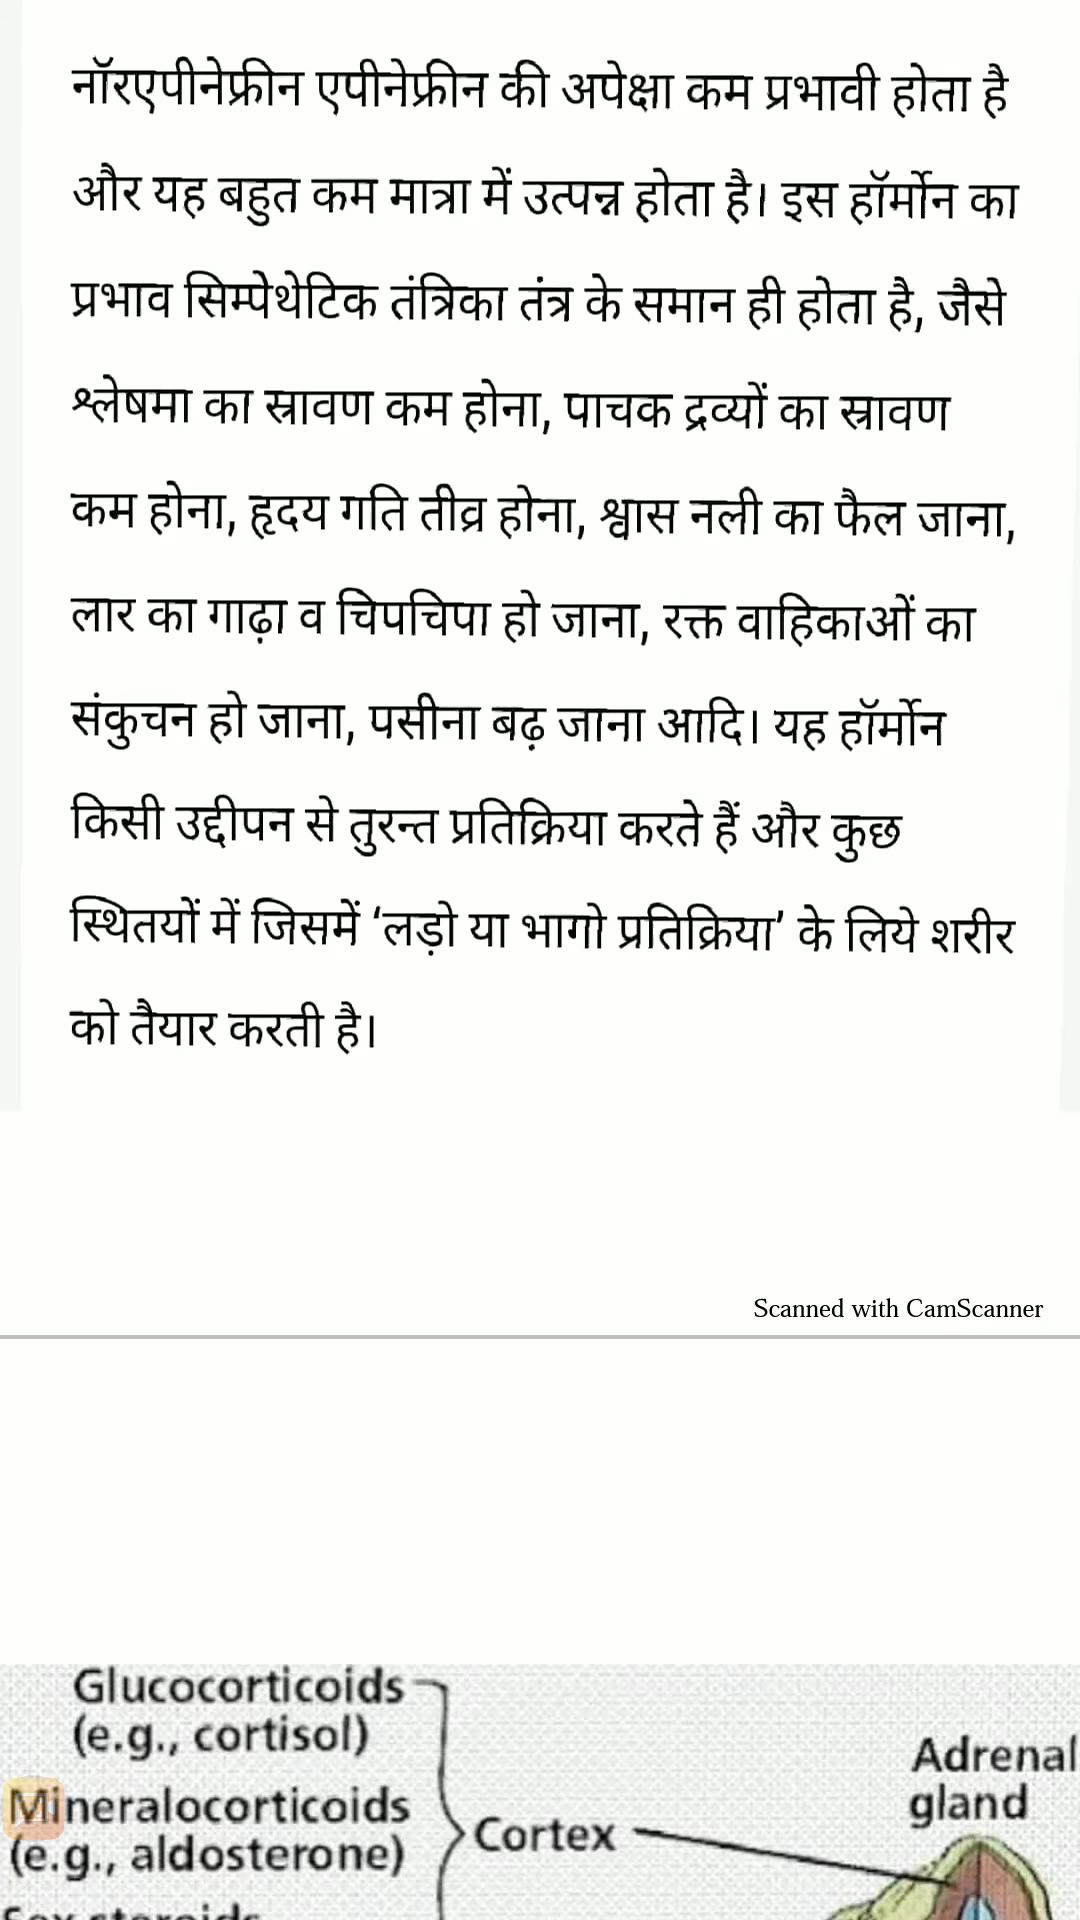 नॉरएपीनेफ्रीन एपीनेफ्रीन की अपेक्षा कम प्रभावी होता है
और यह बहुत कम मात्रा में उत्पन्न होता है। इस हॉर्मोन का
प्रभाव सिम्पेथेटिक तंत्रिका तंत्र के समान ही होता है, जैसे
श्लेषमा का स्रावण कम होना, पाचक द्रव्यों का स्रावण
कम होना, हृदय गति तीव्र होना, श्वास नली का फैल जाना,
लार का गाढ़ा व चिपचिपा हो जाना, रक्त वाहिकाओं का
संकुचन हो जाना, पसीना बढ़ जाना आदि। यह हॉर्मोन
किसी उद्दीपन से तुरन्त प्रतिक्रिया करते हैं और कुछ
स्थितयों में जिसमें ‘लड़ो या भागो प्रतिक्रिया’ के लिये शरीर
को तैयार करती है।
Scanned with CamScanner
Glucocorticoids
(e.g., cortisol)
Adrenal
gland
Mineralocorticoids
(e.g., aldosterone)
Cortex